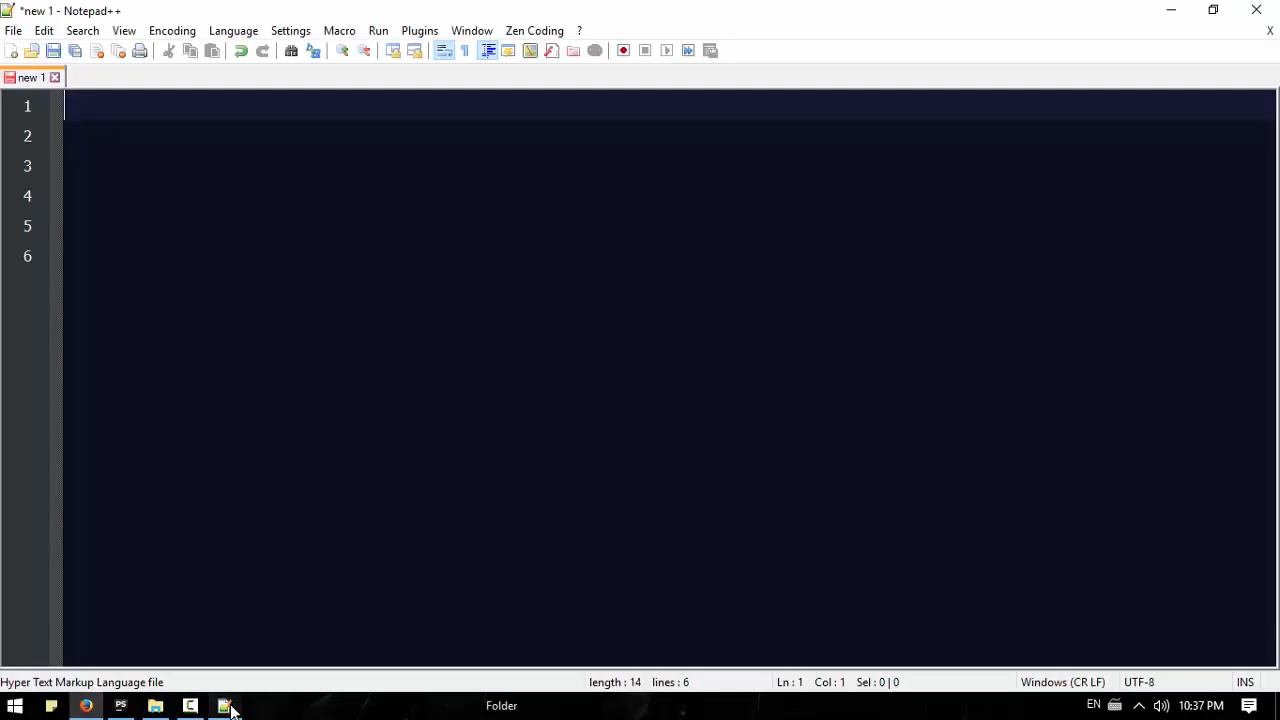 *new 1 - Notepad++
File Edit Search View Encoding Language Settings Macro Run Plugins Window Zen Coding ? X
new 1
1
2
3
4
5
6
Hyper Text Markup Language file length : 14 lines : 6 Ln : 1 Col : 1 Sel : 0 | 0 Windows (CR LF) UTF-8 INS
Folder EN 10:37 PM